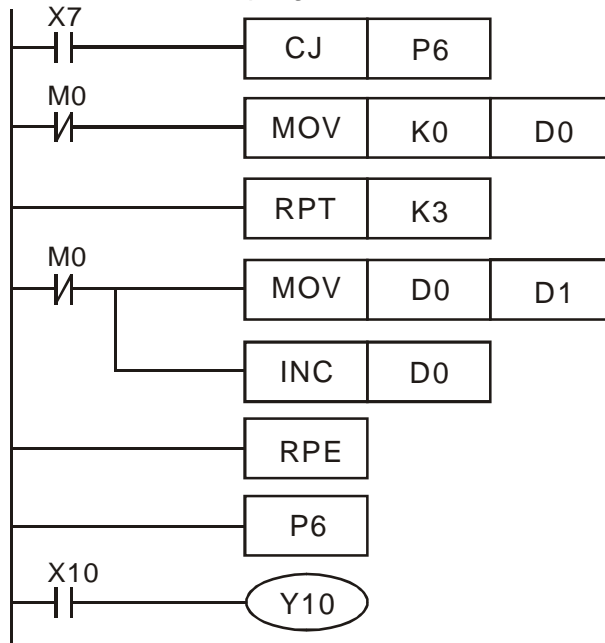 X7
CJ P6
M0
MOV K0 D0
RPT K3
M0
MOV D0 D1
INC D0
RPE
P6
X10
Y10